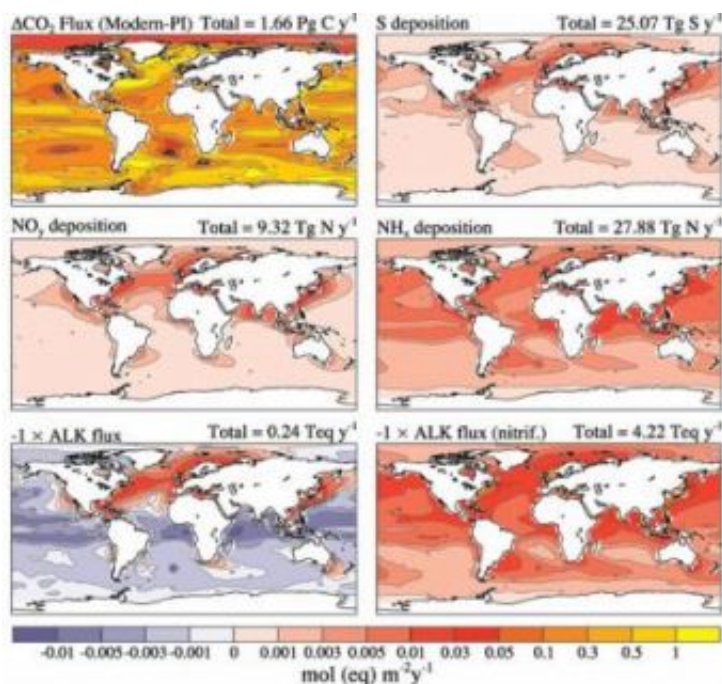 ΔCO₂ Flux (Modern-PI) Total = 1.66 Pg C y⁻¹
S deposition Total = 25.07 Tg S y⁻¹
NOy deposition Total = 9.32 Tg N y⁻¹
NHx deposition Total = 27.88 Tg N y⁻¹
-1 × ALK flux Total = 0.24 Teq y⁻¹
-1 × ALK flux (nitrif.) Total = 4.22 Teq y⁻¹
-0.01 -0.005 -0.003 -0.001 0 0.001 0.003 0.005 0.01 0.03 0.05 0.1 0.3 0.5 1
mol (eq) m⁻²y⁻¹